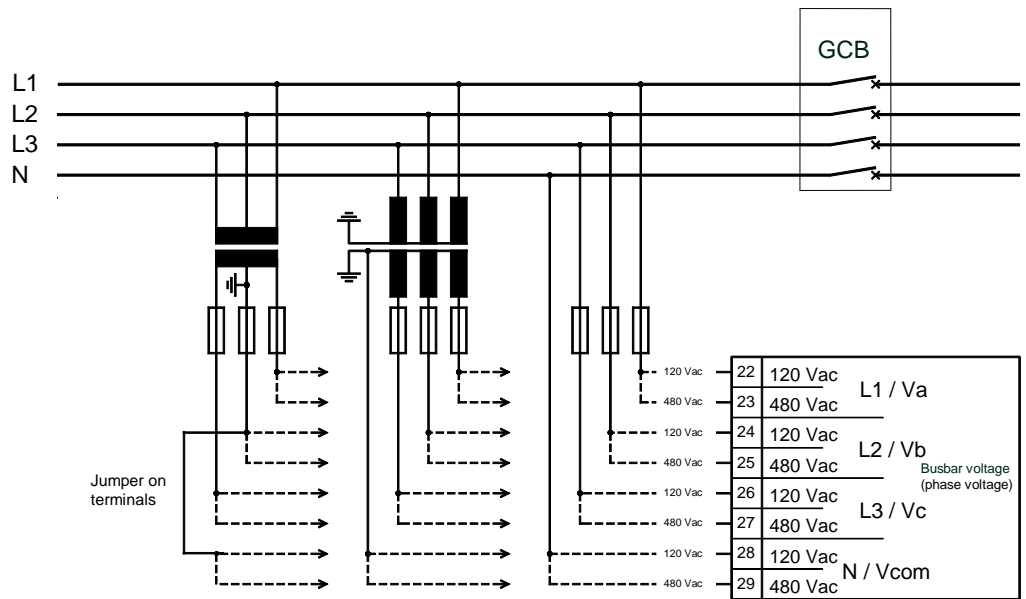 GCB
L1
L2
L3
N
120 Vac 22 120 Vac
L1 / Va
480 Vac 23 480 Vac
120 Vac 24 120 Vac
L2 / Vb
480 Vac 25 480 Vac
Busbar voltage
(phase voltage)
Jumper on
terminals
120 Vac 26 120 Vac
L3 / Vc
480 Vac 27 480 Vac
120 Vac 28 120 Vac
N / Vcom
480 Vac 29 480 Vac